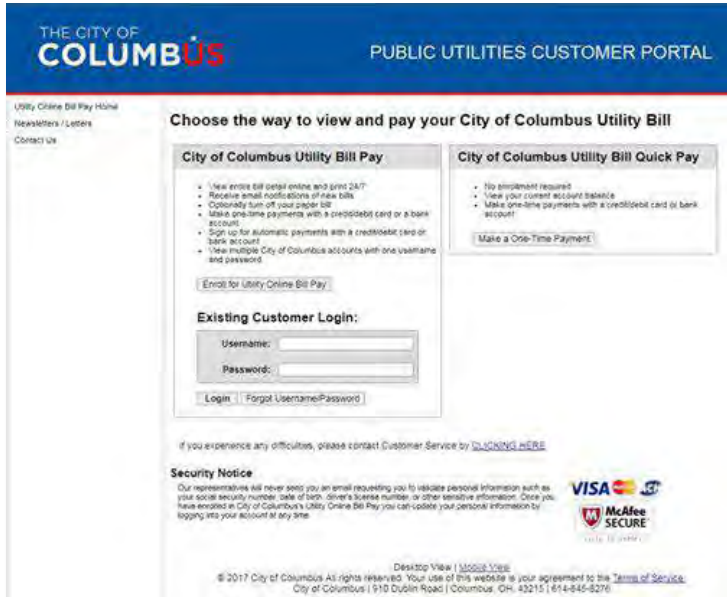 THE CITY OF
COLUMBUS
PUBLIC UTILITIES CUSTOMER PORTAL
Utility Online Bill Pay Home
Newsletters / Letters
Contact Us
Choose the way to view and pay your City of Columbus Utility Bill
City of Columbus Utility Bill Pay
View entire bill detail online and print 24/7
Receive email notifications of new bills
Optionally turn off your paper bill
Make one-time payments with a credit/debit card or a bank
account
Sign up for automatic payments with a credit/debit card or
bank account
View multiple City of Columbus accounts with one username
and password
Enroll for Utility Online Bill Pay
Existing Customer Login:
Username:
Password:
Login
Forgot Username/Password
City of Columbus Utility Bill Quick Pay
No enrollment required
View your current account balance
Make one-time payments with a credit/debit card or bank
account
Make a One-Time Payment
If you experience any difficulties, please contact Customer Service by CLICKING HERE
Security Notice
Our representatives will never send you an email requesting you to validate personal information such as
your social security number, date of birth, driver's license number, or other sensitive information. Once you
have enrolled in City of Columbus's Utility Online Bill Pay you can update your personal information by
logging into your account at any time.
VISA
McAfee
SECURE
Desktop View | Mobile View
© 2017 City of Columbus All rights reserved. Your use of this website is your agreement to the Terms of Service.
City of Columbus | 910 Dublin Road | Columbus, OH, 43215 | 614-645-8276